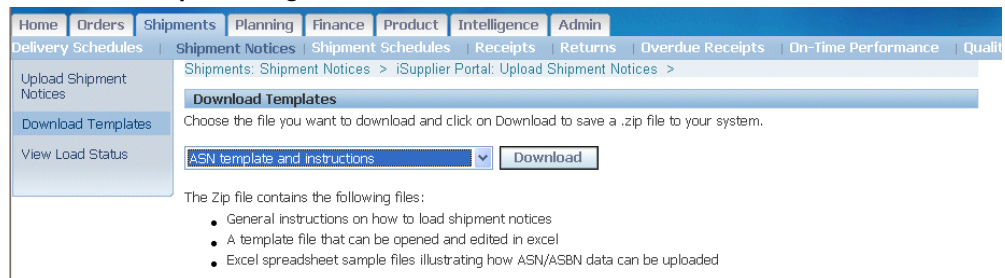 Home Orders Shipments Planning Finance Product Intelligence Admin
Delivery Schedules | Shipment Notices | Shipment Schedules | Receipts | Returns | Overdue Receipts | On-Time Performance |
Shipments: Shipment Notices > iSupplier Portal: Upload Shipment Notices >
Upload Shipment
Notices
Download Templates
View Load Status
Download Templates
Choose the file you want to download and click on Download to save a .zip file to your system.
ASN template and instructions Download
The Zip file contains the following files:
• General instructions on how to load shipment notices
• A template file that can be opened and edited in excel
• Excel spreadsheet sample files illustrating how ASN/ASBN data can be uploaded